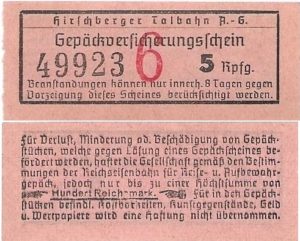 Hirschberger Talbahn A.-G.
Gepäckversicherungsschein
49923 6 5 Rpfg.
Beanstandungen können nur innerh. 8 Tagen gegen
Vorzeigung dieses Scheines berücksichtigt werden.
Für Verlust, Minderung od. Beschädigung von Gepäck-
stücken, welche gegen Lösung eines Gepäckscheines be-
fördert werden, haftet die Gesellschaft gemäß den Bestim-
mungen der Reichseisenbahn für Reise- u. Aufbewahr-
gepäck, jedoch nur bis zu einer Höchstsumme von
Hundert Reichsmark. Für in den Gepäck-
stücken befindl. Kostbarkeiten, Kunstgegenstände, Geld
u. Wertpapiere wird eine Haftung nicht übernommen.